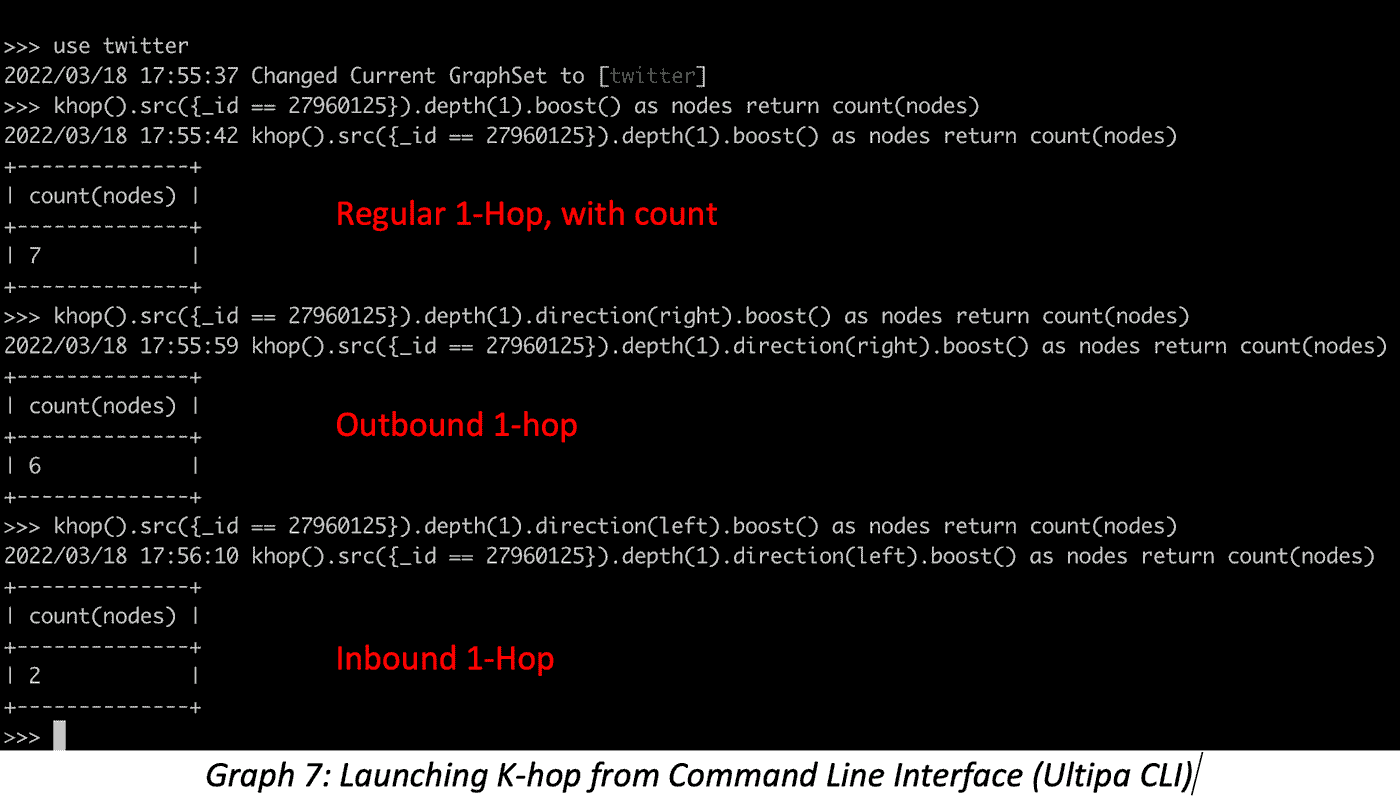 >>> use twitter
2022/03/18 17:55:37 Changed Current GraphSet to [twitter]
>>> khop().src({_id == 27960125}).depth(1).boost() as nodes return count(nodes)
2022/03/18 17:55:42 khop().src({_id == 27960125}).depth(1).boost() as nodes return count(nodes)
+--------------+
| count(nodes) |
Regular 1-Hop, with count
+--------------+
| 7            |
+--------------+
>>> khop().src({_id == 27960125}).depth(1).direction(right).boost() as nodes return count(nodes)
2022/03/18 17:55:59 khop().src({_id == 27960125}).depth(1).direction(right).boost() as nodes return count(nodes)
+--------------+
| count(nodes) |
Outbound 1-hop
+--------------+
| 6            |
+--------------+
>>> khop().src({_id == 27960125}).depth(1).direction(left).boost() as nodes return count(nodes)
2022/03/18 17:56:10 khop().src({_id == 27960125}).depth(1).direction(left).boost() as nodes return count(nodes)
+--------------+
| count(nodes) |
+--------------+
Inbound 1-Hop
| 2            |
+--------------+
>>>
Graph 7: Launching K-hop from Command Line Interface (Ultipa CLI)